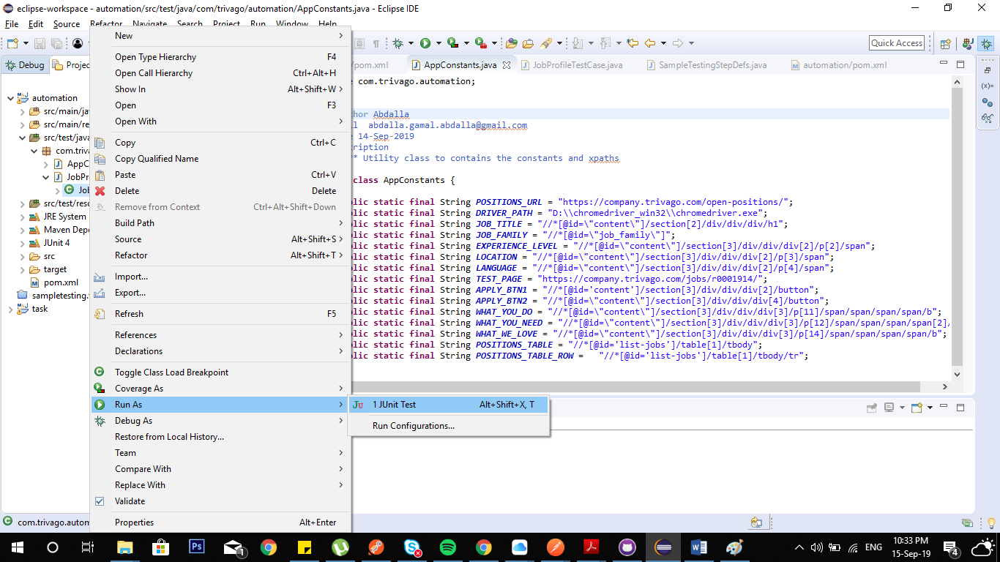 eclipse-workspace - automation/src/test/java/com/trivago/automation/AppConstants.java - Eclipse IDE
File Edit Source Refactor Navigate Search Project Run Window Help
Quick Access
Debug Projec
/pom.xml AppConstants.java JobProfileTestCase.java SampleTestingStepDefs.java automation/pom.xml
automation
src/main/ja
src/main/re
src/test/java
com.triva
AppC
JobPr
Job
src/test/reso
JRE System
Maven Depe
JUnit 4
src
target
pom.xml
sampletesting.
task
New
Open Type Hierarchy F4
Open Call Hierarchy Ctrl+Alt+H
Show In Alt+Shift+W
Open F3
Open With
Copy Ctrl+C
Copy Qualified Name
Paste Ctrl+V
Delete Delete
Remove from Context Ctrl+Alt+Shift+Down
Build Path
Source Alt+Shift+S
Refactor Alt+Shift+T
Import...
Export...
Refresh F5
References
Declarations
Toggle Class Load Breakpoint
Coverage As
Run As
Debug As
Restore from Local History...
Team
Compare With
Replace With
Validate
Properties Alt+Enter
1 JUnit Test Alt+Shift+X, T
Run Configurations...
e com.trivago.automation;
hor Abdalla
l abdalla.gamal.abdalla@gmail.com
e 14-Sep-2019
cription
* Utility class to contains the constants and xpaths
class AppConstants {
blic static final String POSITIONS_URL = "https://company.trivago.com/open-positions/";
blic static final String DRIVER_PATH = "D:\\chromedriver_win32\\chromedriver.exe";
blic static final String JOB_TITLE = "//*[@id=\"content\"]/section[2]/div/div/div/h1";
blic static final String JOB_FAMILY = "//*[@id=\"job_family\"]";
blic static final String EXPERIENCE_LEVEL = "//*[@id=\"content\"]/section[3]/div/div/div[2]/p[2]/span";
blic static final String LOCATION = "//*[@id=\"content\"]/section[3]/div/div/div[2]/p[3]/span";
blic static final String LANGUAGE = "//*[@id=\"content\"]/section[3]/div/div/div[2]/p[4]/span";
blic static final String TEST_PAGE = "https://company.trivago.com/jobs/r0001914/";
blic static final String APPLY_BTN1 = "//*[@id='content']/section[3]/div/div/div[2]/button";
blic static final String APPLY_BTN2 = "//*[@id=\"content\"]/section[3]/div/div/div[4]/button";
blic static final String WHAT_YOU_DO = "//*[@id=\"content\"]/section[3]/div/div/div[3]/p[11]/span/span/span/span/b";
blic static final String WHAT_YOU_NEED = "//*[@id=\"content\"]/section[3]/div/div/div[3]/p[12]/span/span/span/span[2]/
blic static final String WHAT_WE_LOVE = "//*[@id=\"content\"]/section[3]/div/div/div[3]/p[14]/span/span/span/span/b";
blic static final String POSITIONS_TABLE = "//*[@id='list-jobs']/table[1]/tbody";
blic static final String POSITIONS_TABLE_ROW = "//*[@id='list-jobs']/table[1]/tbody/tr";
com.trivago.autom
ENG
10:33 PM
15-Sep-19